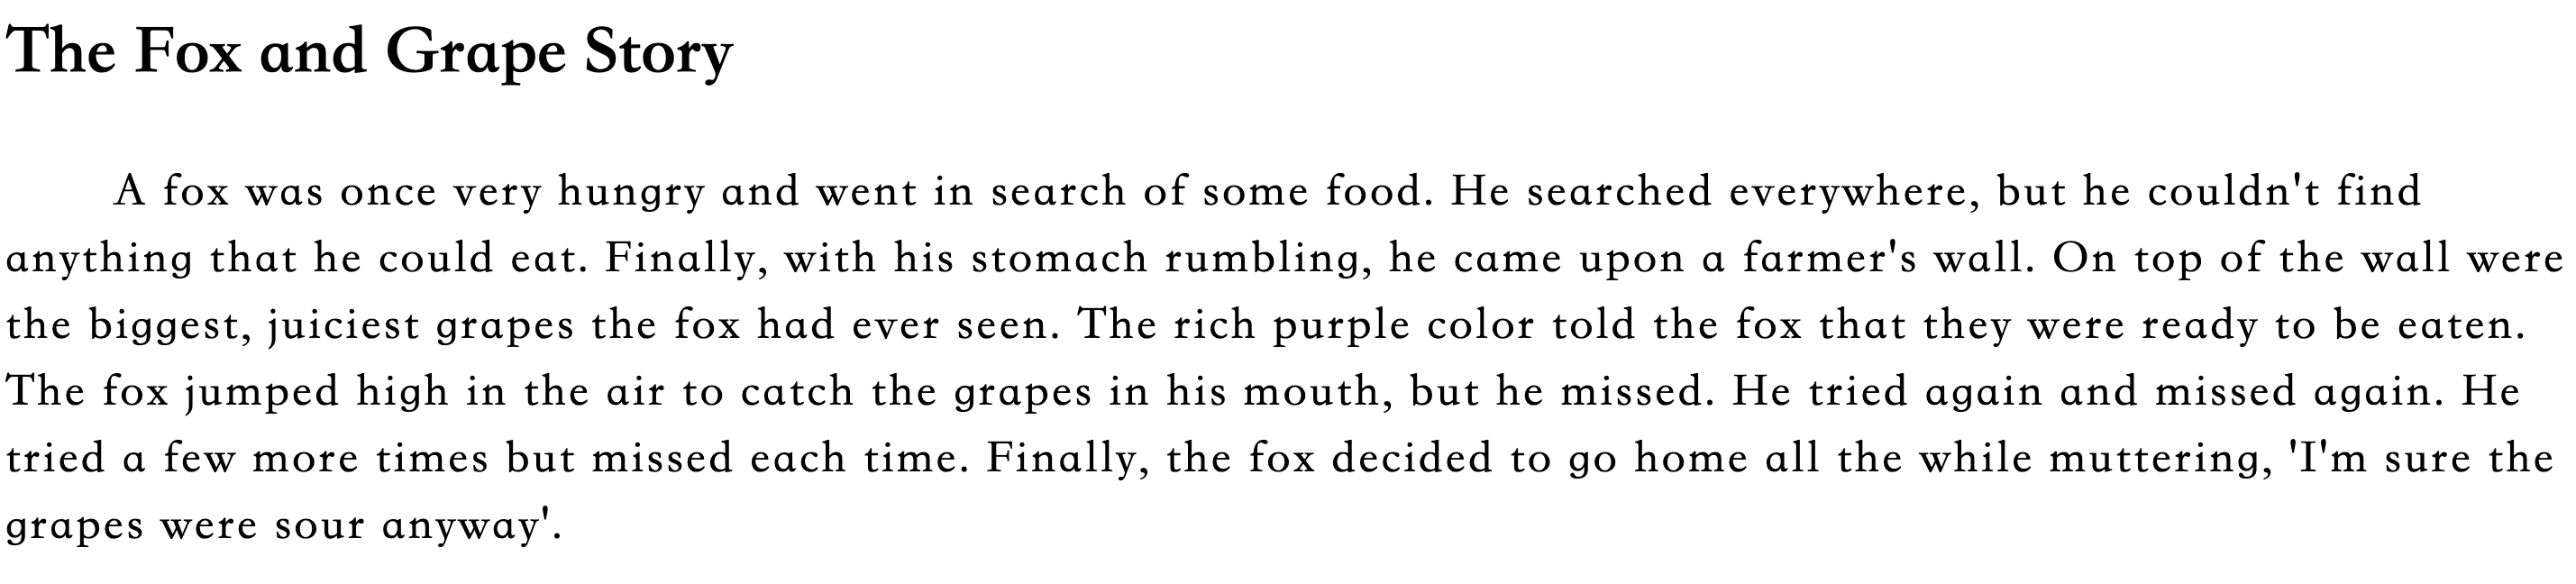 The Fox and Grape Story
A fox was once very hungry and went in search of some food. He searched everywhere, but he couldn't find
anything that he could eat. Finally, with his stomach rumbling, he came upon a farmer's wall. On top of the wall were
the biggest, juiciest grapes the fox had ever seen. The rich purple color told the fox that they were ready to be eaten.
The fox jumped high in the air to catch the grapes in his mouth, but he missed. He tried again and missed again. He
tried a few more times but missed each time. Finally, the fox decided to go home all the while muttering, 'I'm sure the
grapes were sour anyway'.